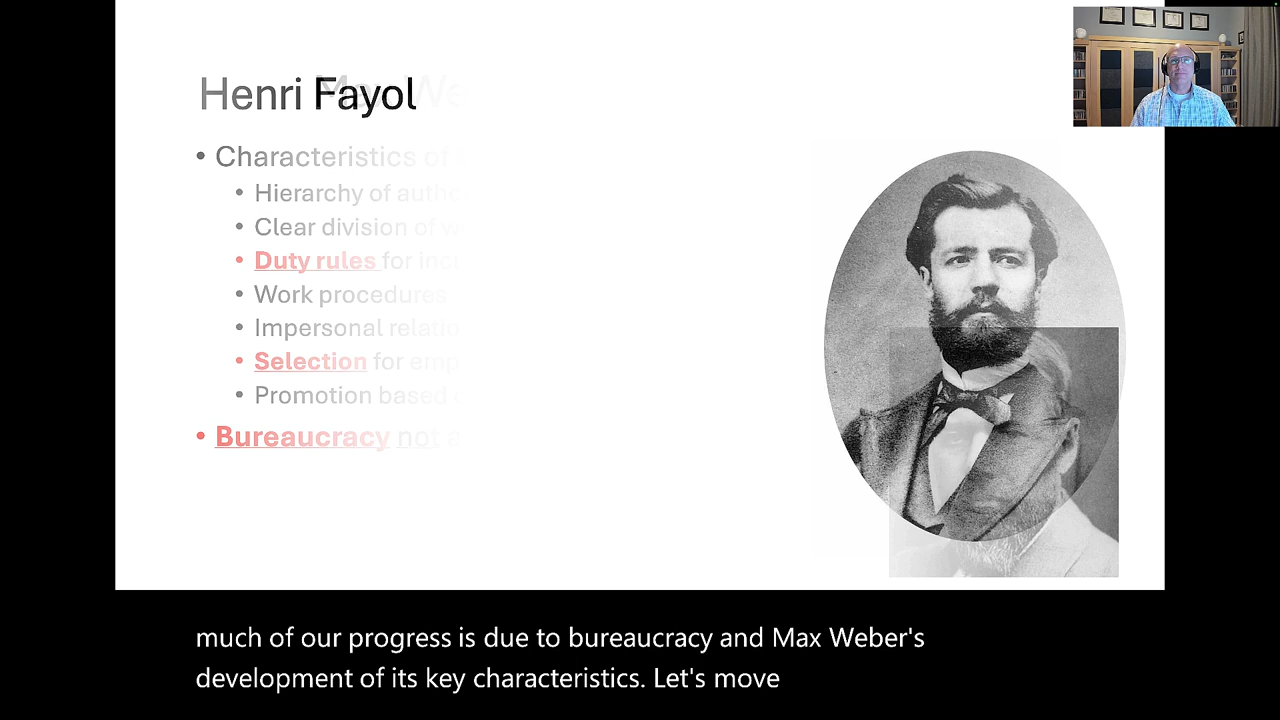 Henri Fayol
• Characteristics of
• Hierarchy of
• Clear division of
• Duty rules for
• Work procedures
• Impersonal
• Selection for
• Promotion based
• Bureaucracy not
much of our progress is due to bureaucracy and Max Weber's
development of its key characteristics. Let's move